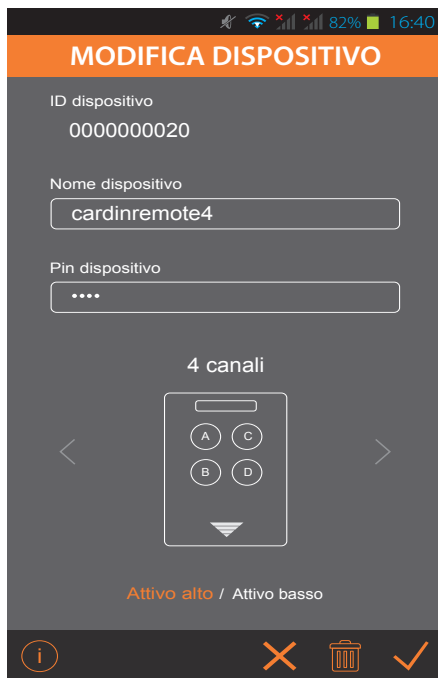 82% 16:40
MODIFICA DISPOSITIVO
ID dispositivo
0000000020
Nome dispositivo
cardinremote4
Pin dispositivo
••••
4 canali
A C
B D
Attivo alto / Attivo basso
i